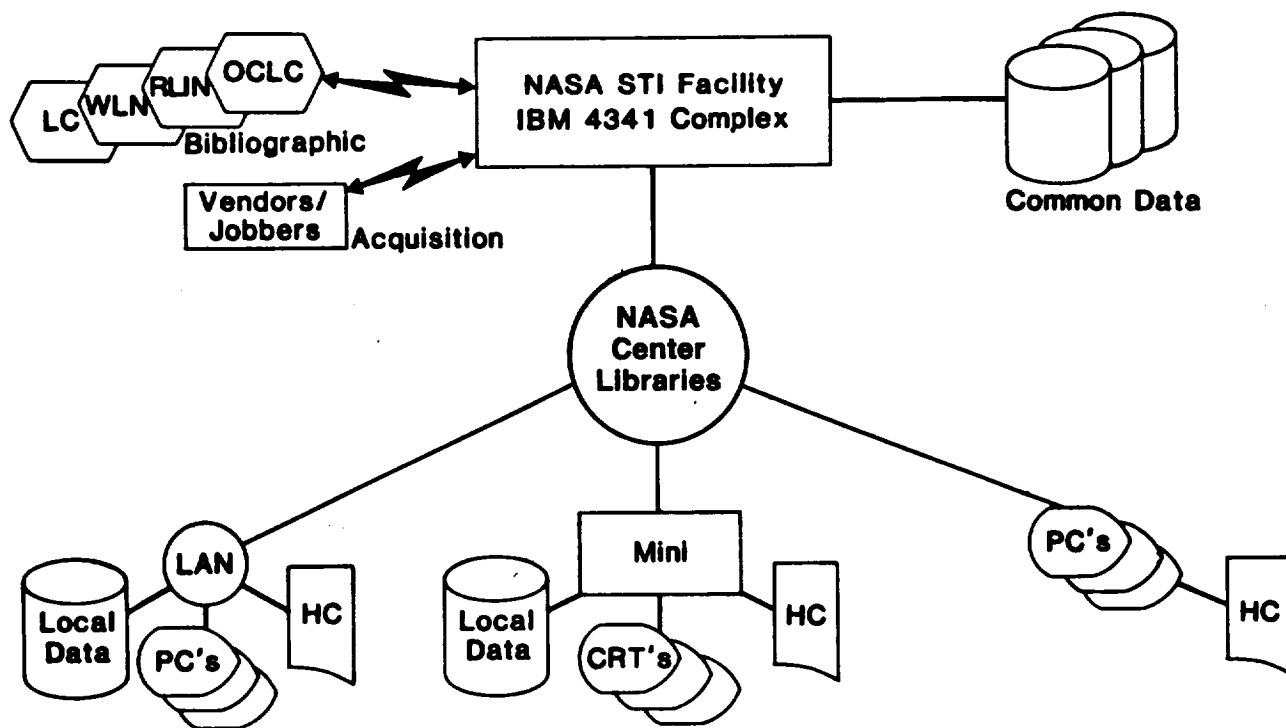 OCLC
RLIN
WLN
LC
Bibliographic
NASA STI Facility
IBM 4341 Complex
Common Data
Vendors/
Jobbers
Acquisition
NASA
Center
Libraries
LAN
Local
Data
PC's
HC
Mini
Local
Data
CRT's
HC
PC's
HC